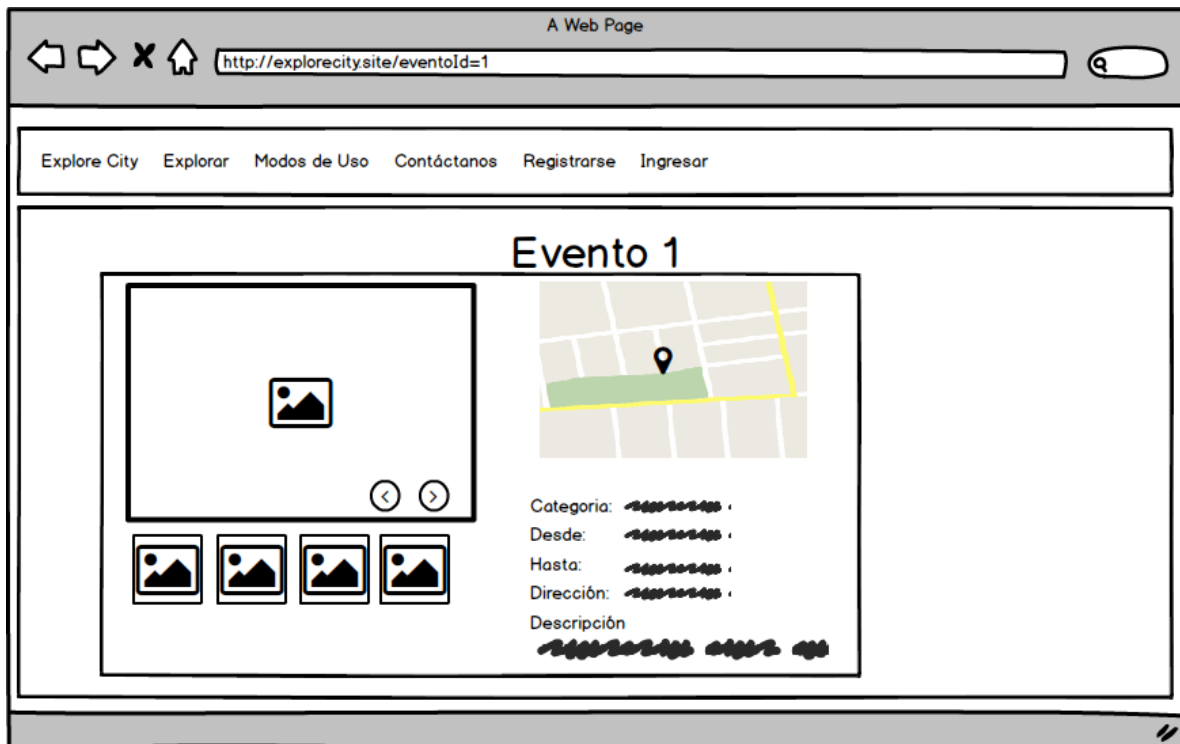 A Web Page
http://explorecity.site/eventoId=1
Explore City Explorar Modos de Uso Contáctanos Registrarse Ingresar
Evento 1
Categoria:
Desde:
Hasta:
Dirección:
Descripción